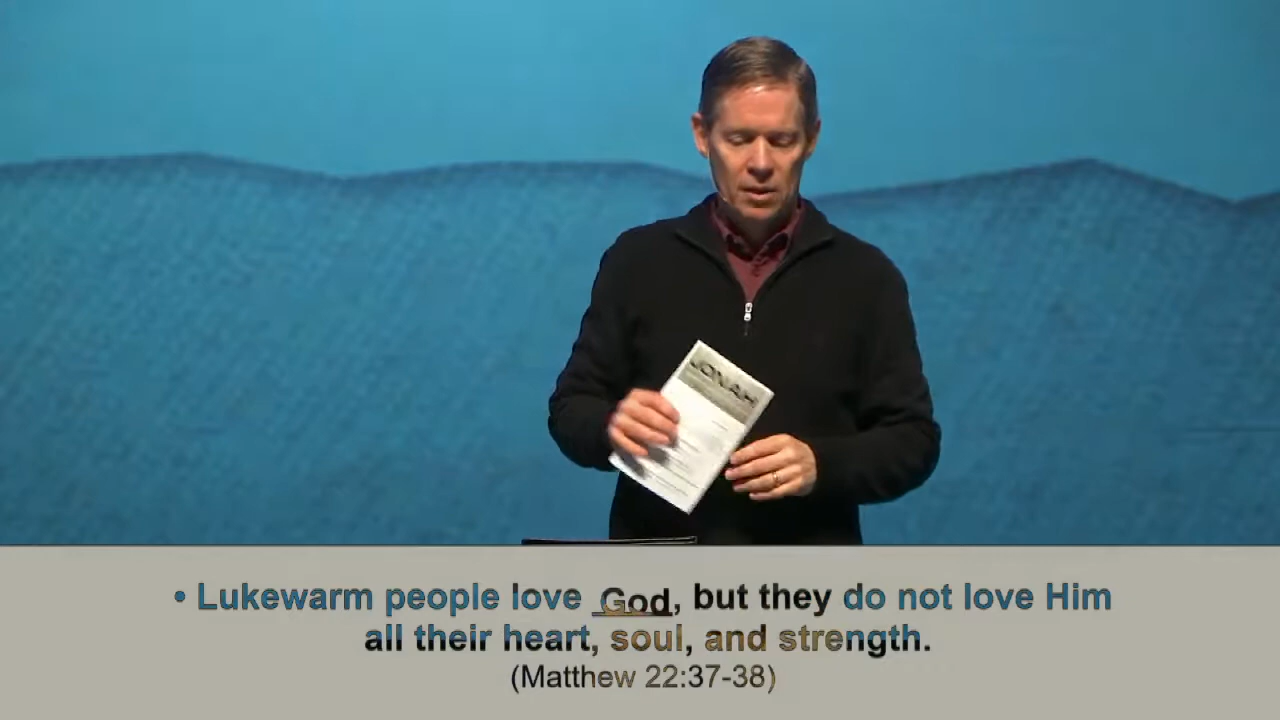 JONAH
• Lukewarm people love God, but they do not love Him
all their heart, soul, and strength.
(Matthew 22:37-38)